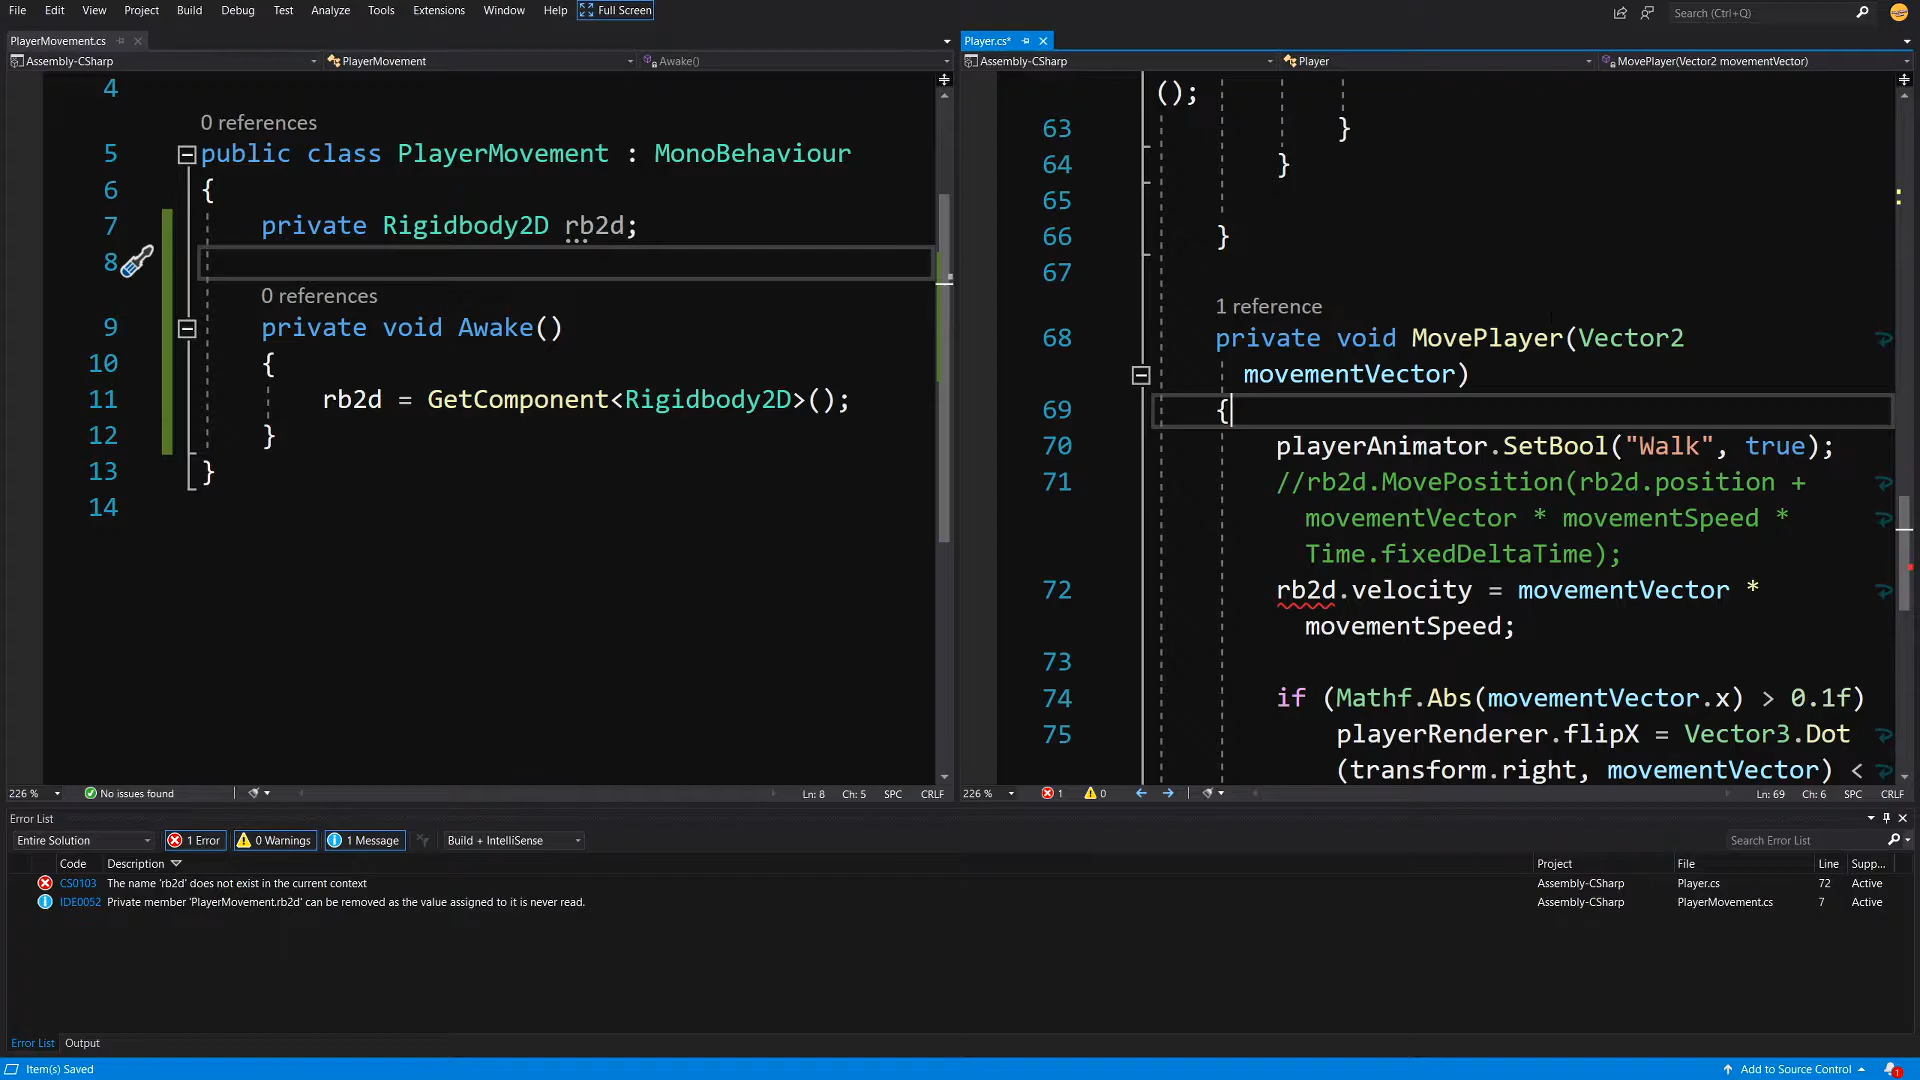 File Edit View Project Build Debug Test Analyze Tools Extensions Window Help Full Screen Search (Ctrl+Q)
PlayerMovement.cs
Assembly-CSharp PlayerMovement Awake()
4
0 references
5 public class PlayerMovement : MonoBehaviour
6 {
7 private Rigidbody2D rb2d;
8
0 references
9 private void Awake()
10 {
11 rb2d = GetComponent<Rigidbody2D>();
12 }
13 }
14
226 % No issues found Ln: 8 Ch: 5 SPC CRLF
Player.cs*
Assembly-CSharp Player MovePlayer(Vector2 movementVector)
();
63 }
64 }
65
66 }
67
1 reference
68 private void MovePlayer(Vector2
movementVector)
69 {
70 playerAnimator.SetBool("Walk", true);
71 //rb2d.MovePosition(rb2d.position +
movementVector * movementSpeed *
Time.fixedDeltaTime);
72 rb2d.velocity = movementVector *
movementSpeed;
73
74 if (Mathf.Abs(movementVector.x) > 0.1f)
75 playerRenderer.flipX = Vector3.Dot
(transform.right, movementVector) <
226 % 1 0 Ln: 69 Ch: 6 SPC CRLF
Error List
Entire Solution 1 Error 0 Warnings 1 Message Build + IntelliSense Search Error List
Code Description Project File Line Supp...
CS0103 The name 'rb2d' does not exist in the current context Assembly-CSharp Player.cs 72 Active
IDE0052 Private member 'PlayerMovement.rb2d' can be removed as the value assigned to it is never read. Assembly-CSharp PlayerMovement.cs 7 Active
Error List Output
Item(s) Saved Add to Source Control 1